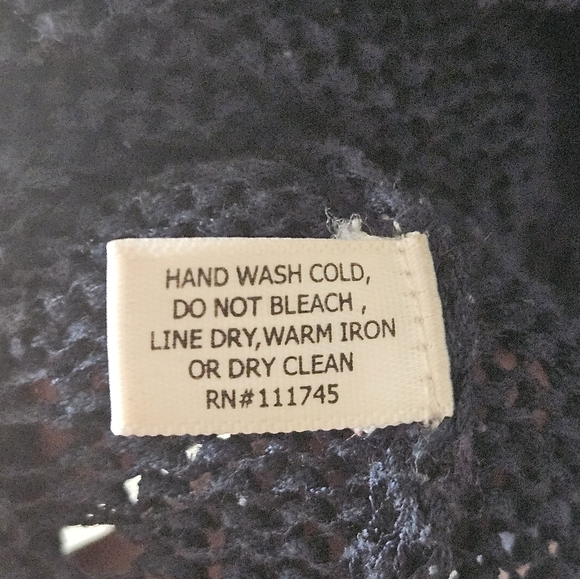 HAND WASH COLD,
DO NOT BLEACH ,
LINE DRY,WARM IRON
OR DRY CLEAN
RN#111745